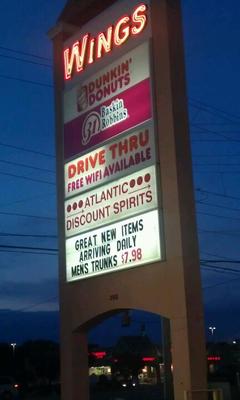 WINGS
DUNKIN'
DONUTS
31 Baskin
Robbins
DRIVE THRU
FREE WIFI AVAILABLE
ATLANTIC
DISCOUNT SPIRITS
GREAT NEW ITEMS
ARRIVING DAILY
MENS TRUNKS $7.98